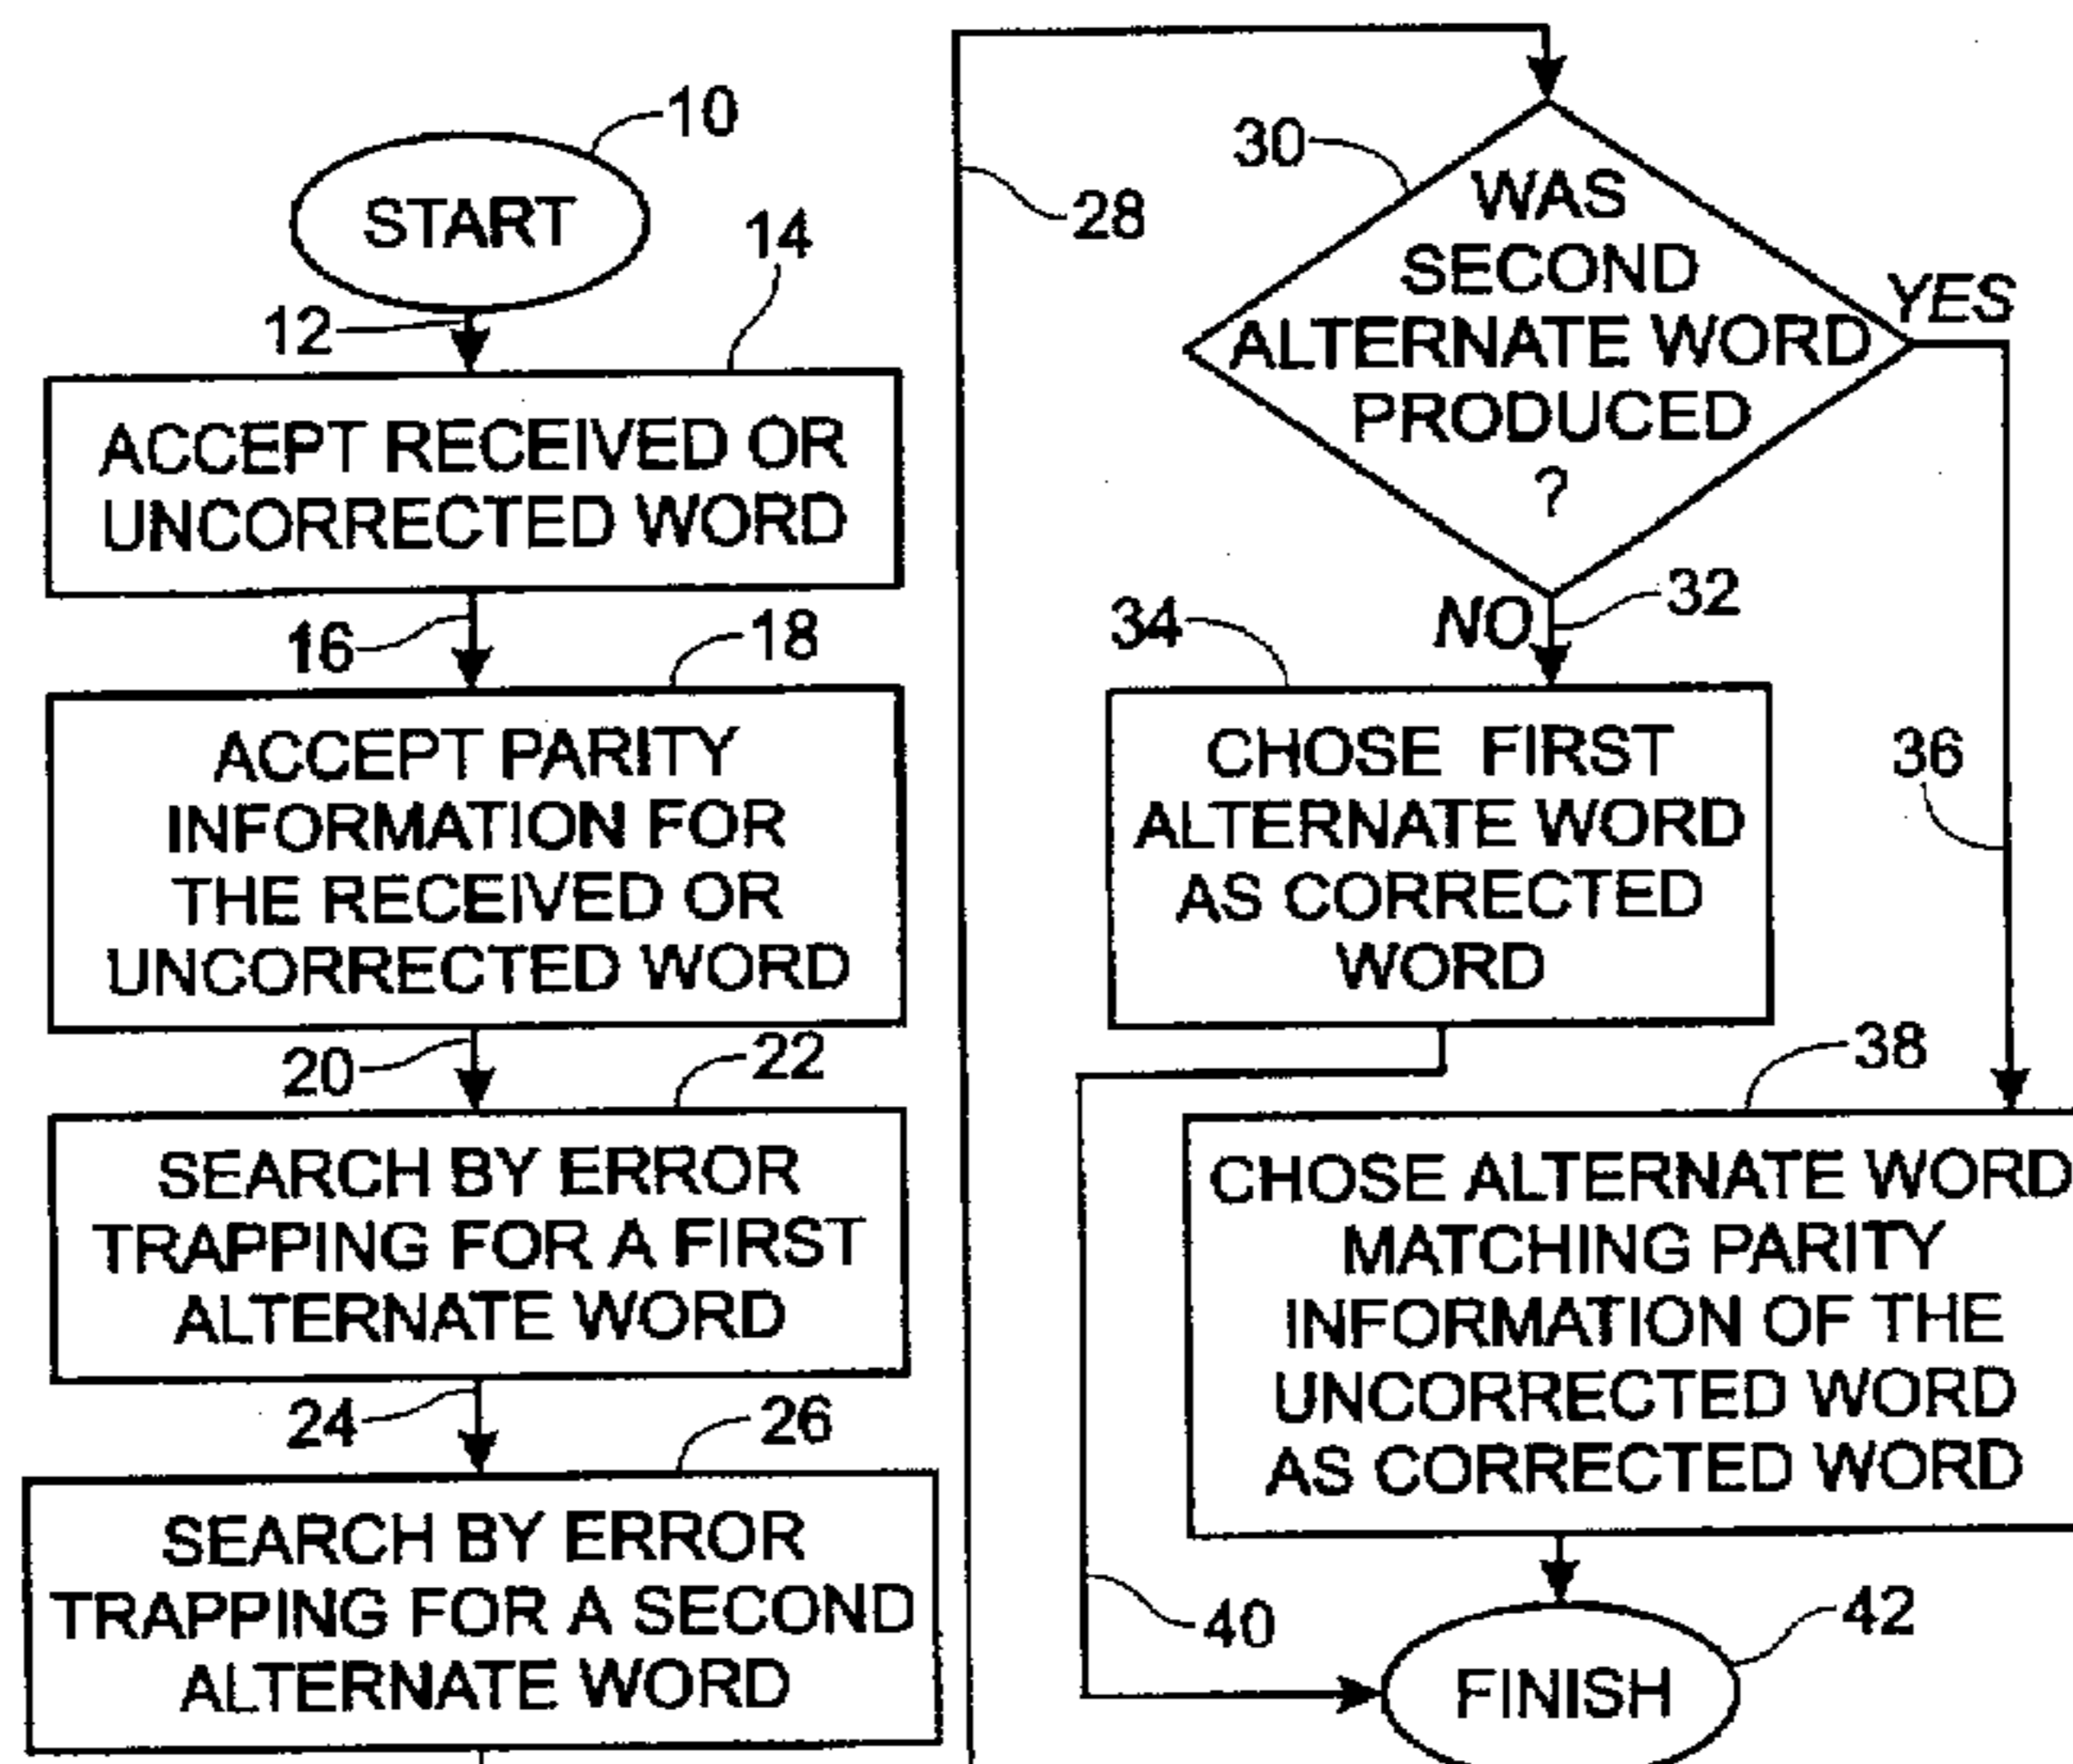 10
START
12
14
ACCEPT RECEIVED OR
UNCORRECTED WORD
16
18
ACCEPT PARITY
INFORMATION FOR
THE RECEIVED OR
UNCORRECTED WORD
20
22
SEARCH BY ERROR
TRAPPING FOR A FIRST
ALTERNATE WORD
24
26
SEARCH BY ERROR
TRAPPING FOR A SECOND
ALTERNATE WORD
28
30
WAS
SECOND
ALTERNATE WORD
PRODUCED
?
YES
NO
32
34
CHOSE FIRST
ALTERNATE WORD
AS CORRECTED
WORD
36
38
CHOSE ALTERNATE WORD
MATCHING PARITY
INFORMATION OF THE
UNCORRECTED WORD
AS CORRECTED WORD
40
42
FINISH